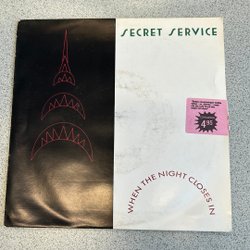 SECRET SERVICE
WHEN THE NIGHT CLOSES IN